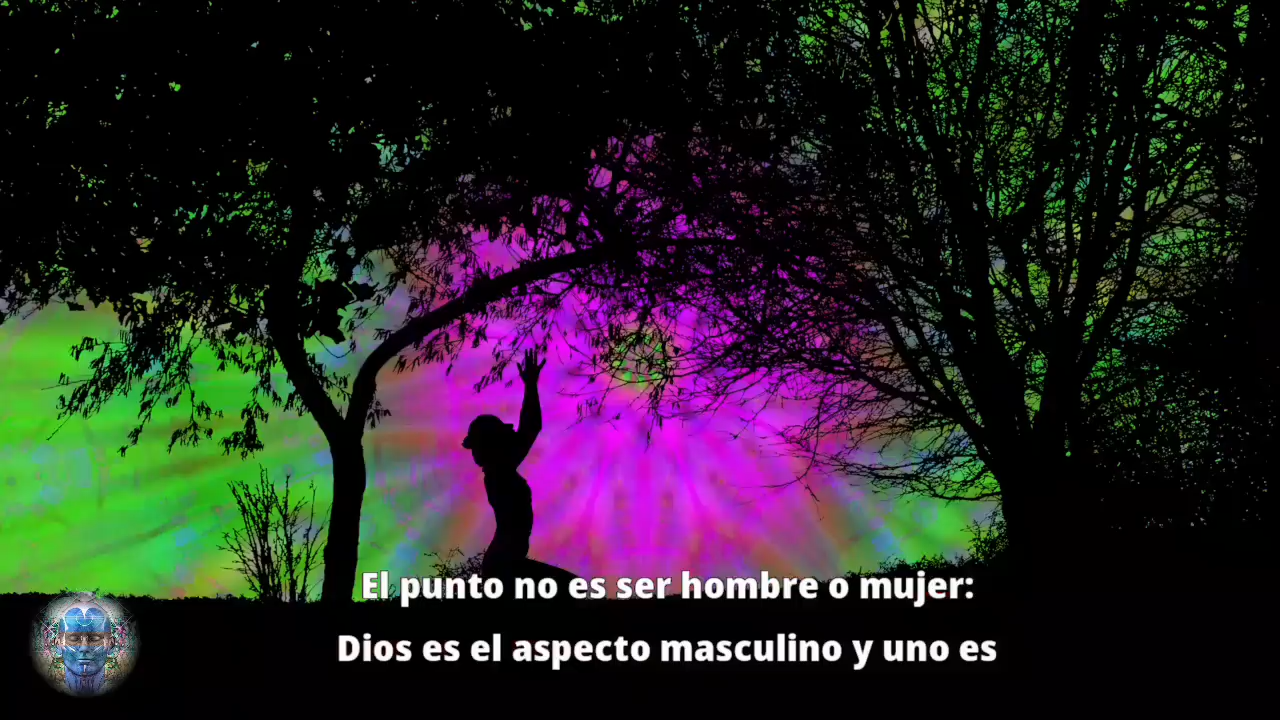 El punto no es ser hombre o mujer:
Dios es el aspecto masculino y uno es